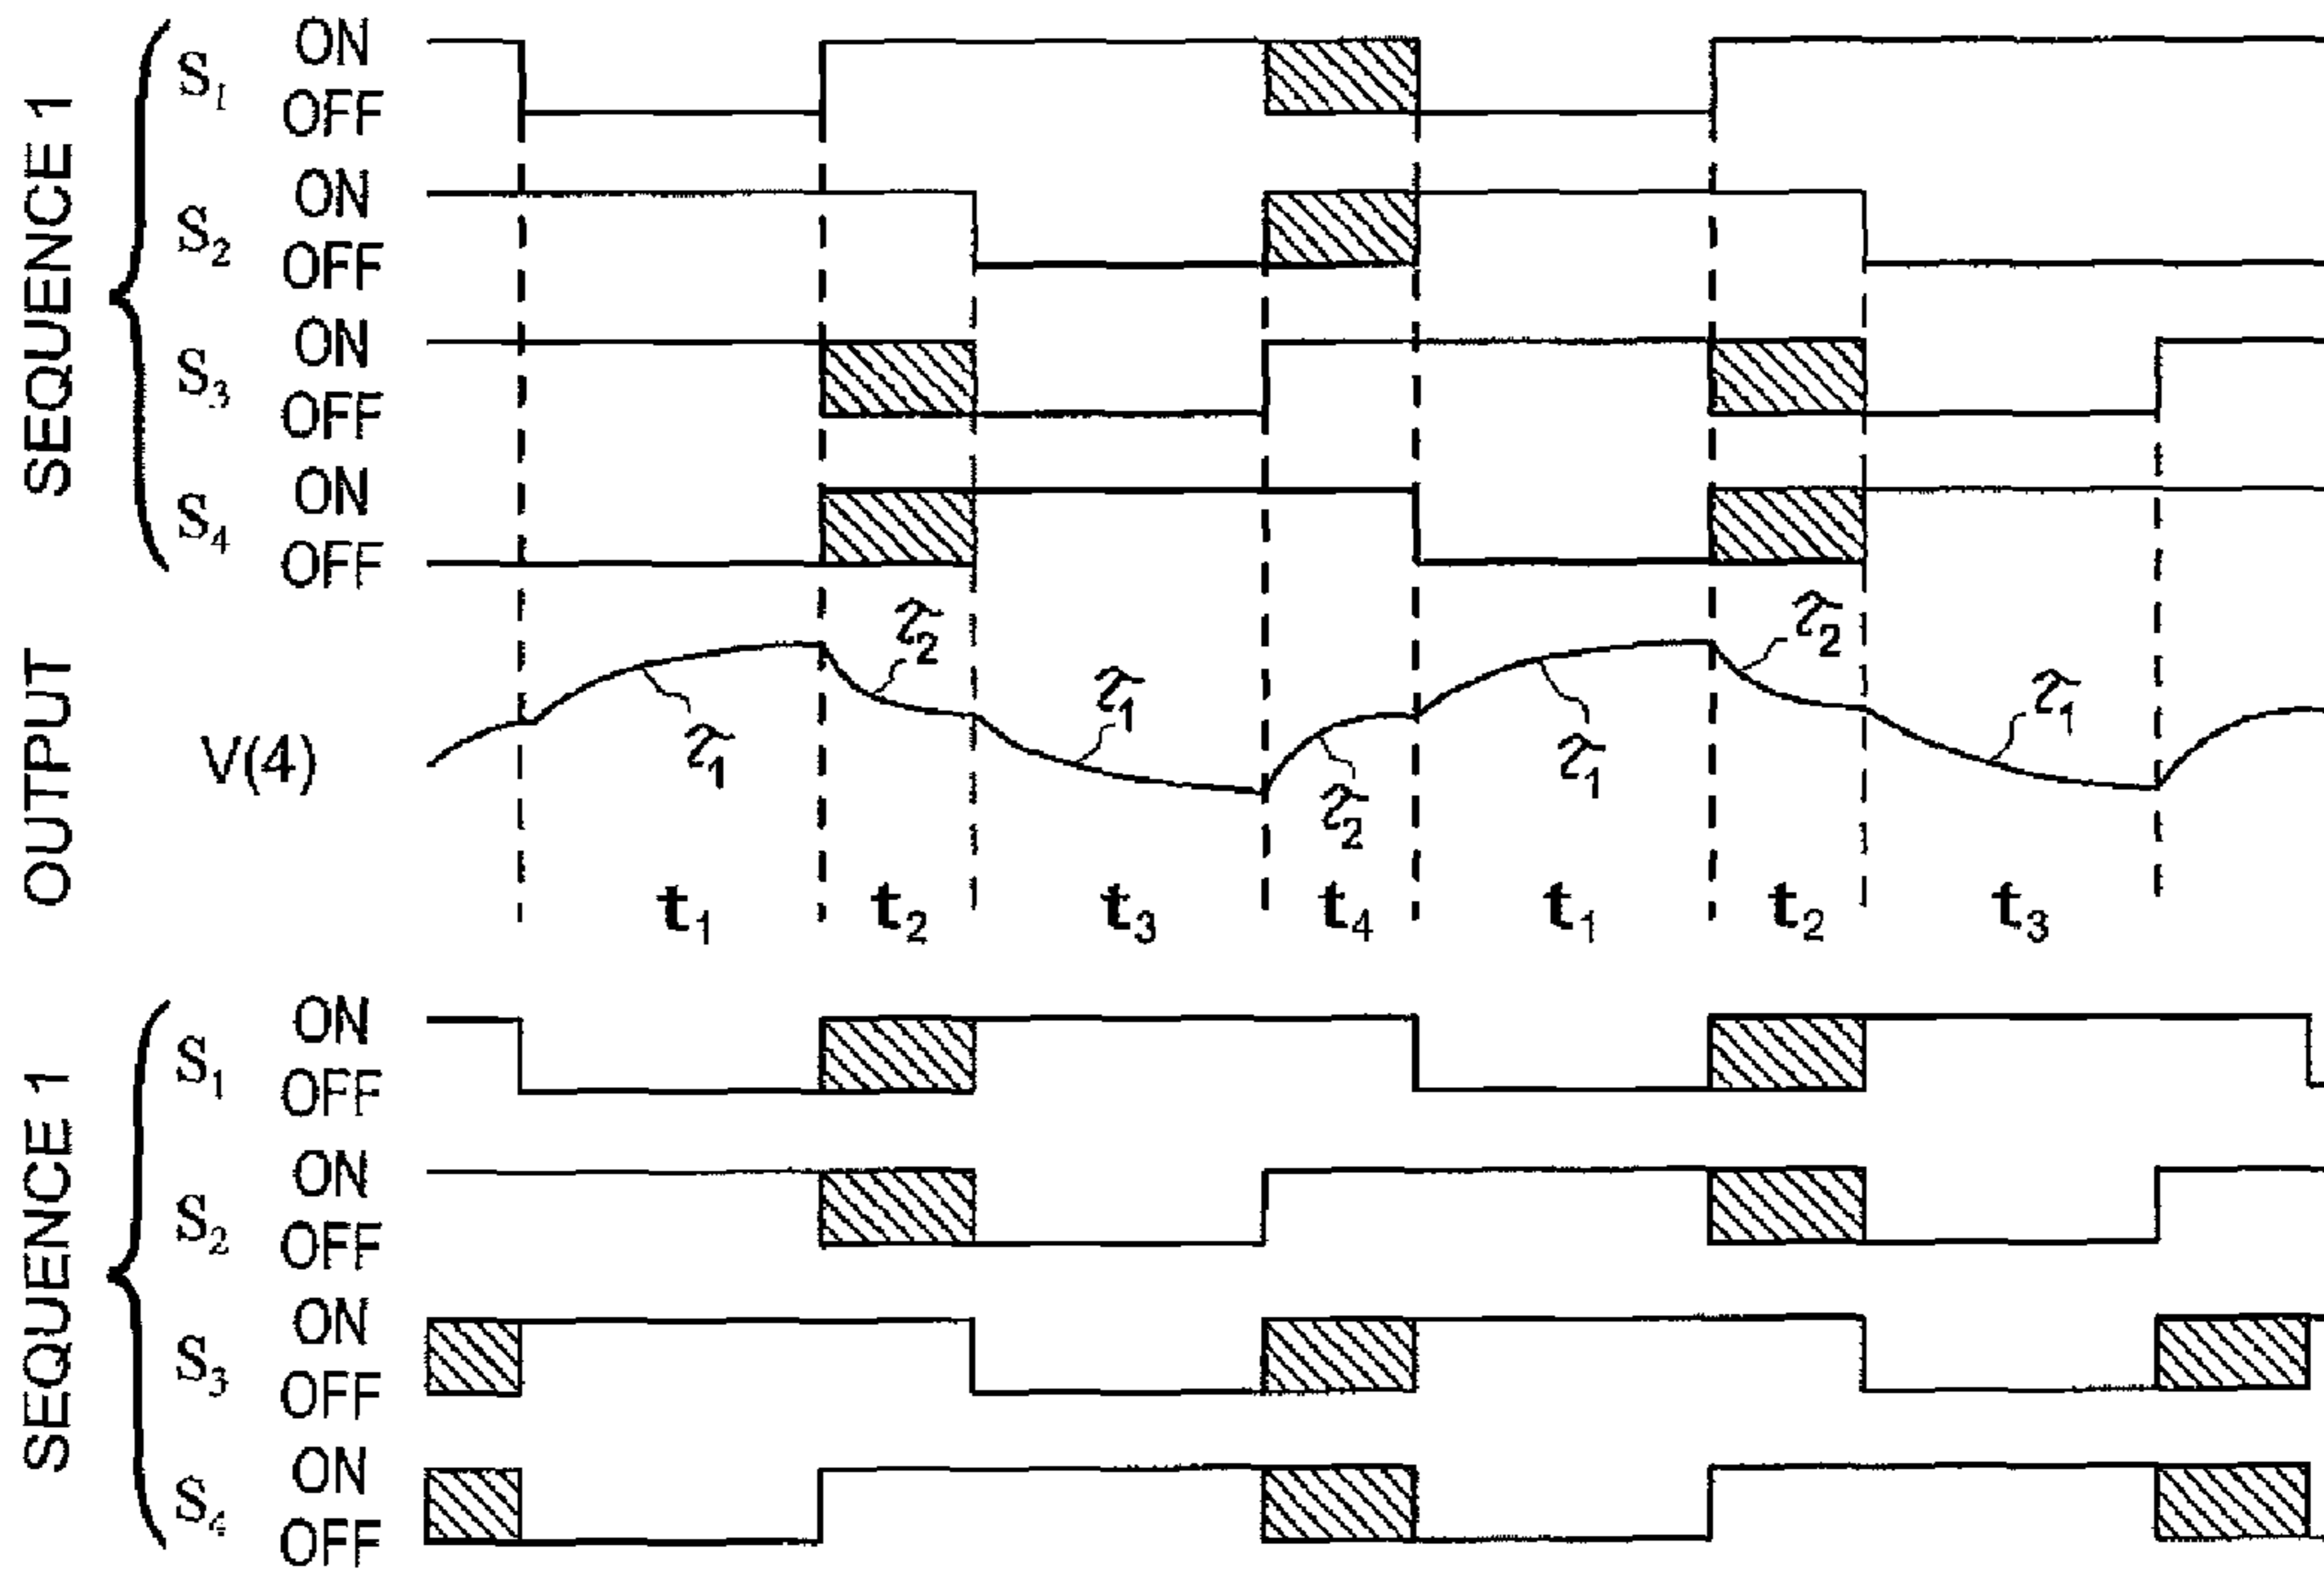 SEQUENCE 1
S₁ ON
OFF
S₂ ON
OFF
S₃ ON
OFF
S₄ ON
OFF
OUTPUT
V(4)
τ₁ τ₂ τ₁ τ₂ τ₁ τ₂ τ₁
t₁ t₂ t₃ t₄ t₁ t₂ t₃
SEQUENCE 1
S₁ ON
OFF
S₂ ON
OFF
S₃ ON
OFF
S₄ ON
OFF